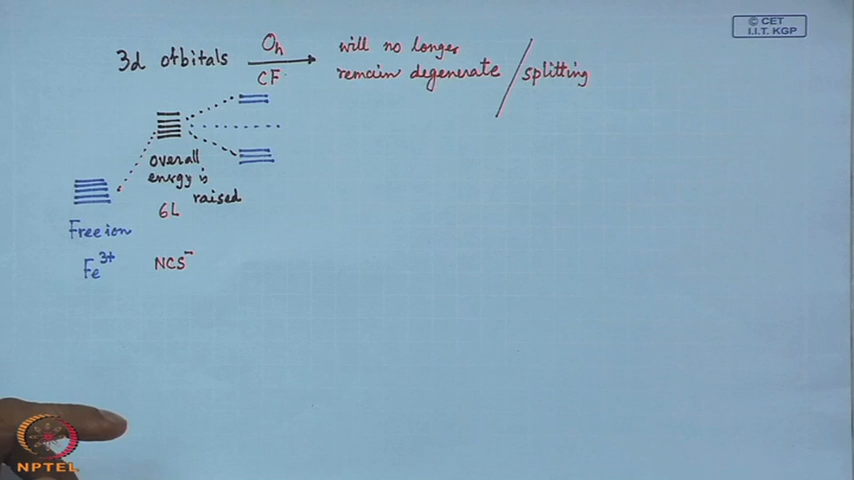 © CET
I.I.T. KGP
3d orbitals
Oh
CF
will no longer
remain degenerate / splitting
overall
energy is
raised
6L
Free ion
Fe3+
NCS-
NPTEL